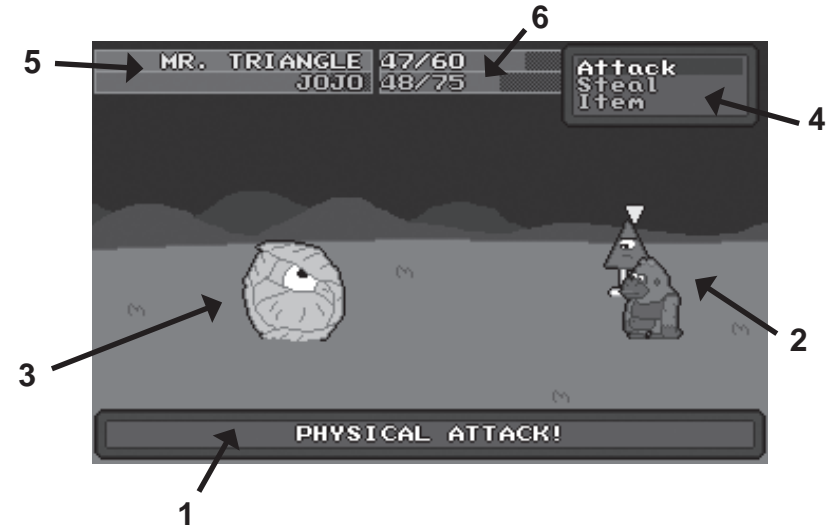 6
5
MR. TRIANGLE 47/60
JOJO 48/75
Attack
Steal
Item
4
2
3
PHYSICAL ATTACK!
1